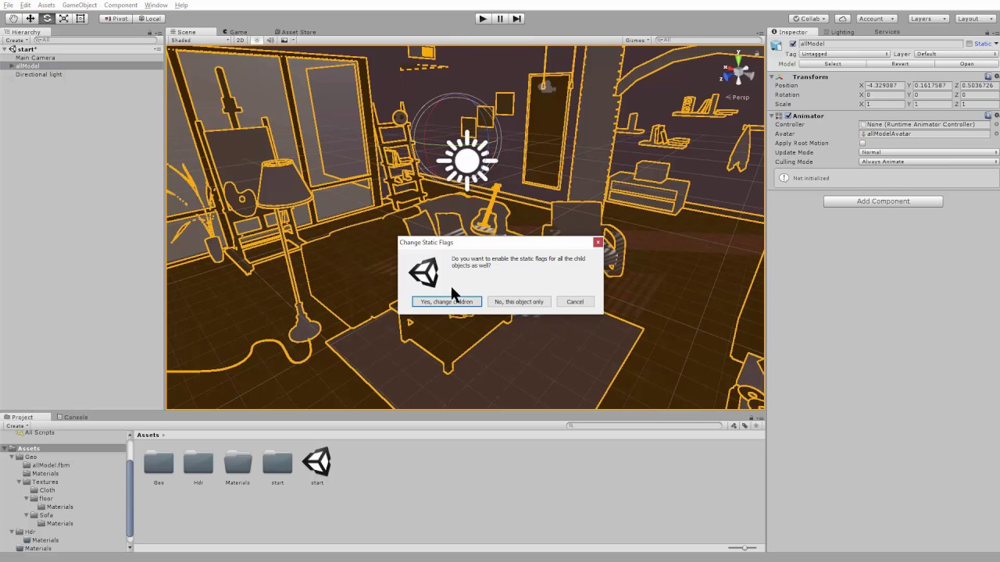 File Edit Assets GameObject Component Window Help
Pivot Local Collab Account Layers Layout
Hierarchy
Create All
start*
Main Camera
allModel
Directional light
Scene Game Asset Store
Shaded 2D Gizmos All
y
x
z
Persp
Inspector Lighting Services
allModel Static
Tag Untagged Layer Default
Model Select Revert Open
Transform
Position X -4.329087 Y 0.1617587 Z 0.5036726
Rotation X 0 Y 0 Z 0
Scale X 1 Y 1 Z 1
Animator
Controller None (Runtime Animator Controller)
Avatar allModelAvatar
Apply Root Motion
Update Mode Normal
Culling Mode Always Animate
Not initialized
Add Component
Change Static Flags x
Do you want to enable the static flags for all the child
objects as well?
Yes, change children No, this object only Cancel
Project Console
Create
All Scripts
Assets
Geo
allModel.fbm
Materials
Textures
Cloth
floor
Materials
Sofa
Materials
Hdr
Materials
Materials
Assets
Geo Hdr Materials start start